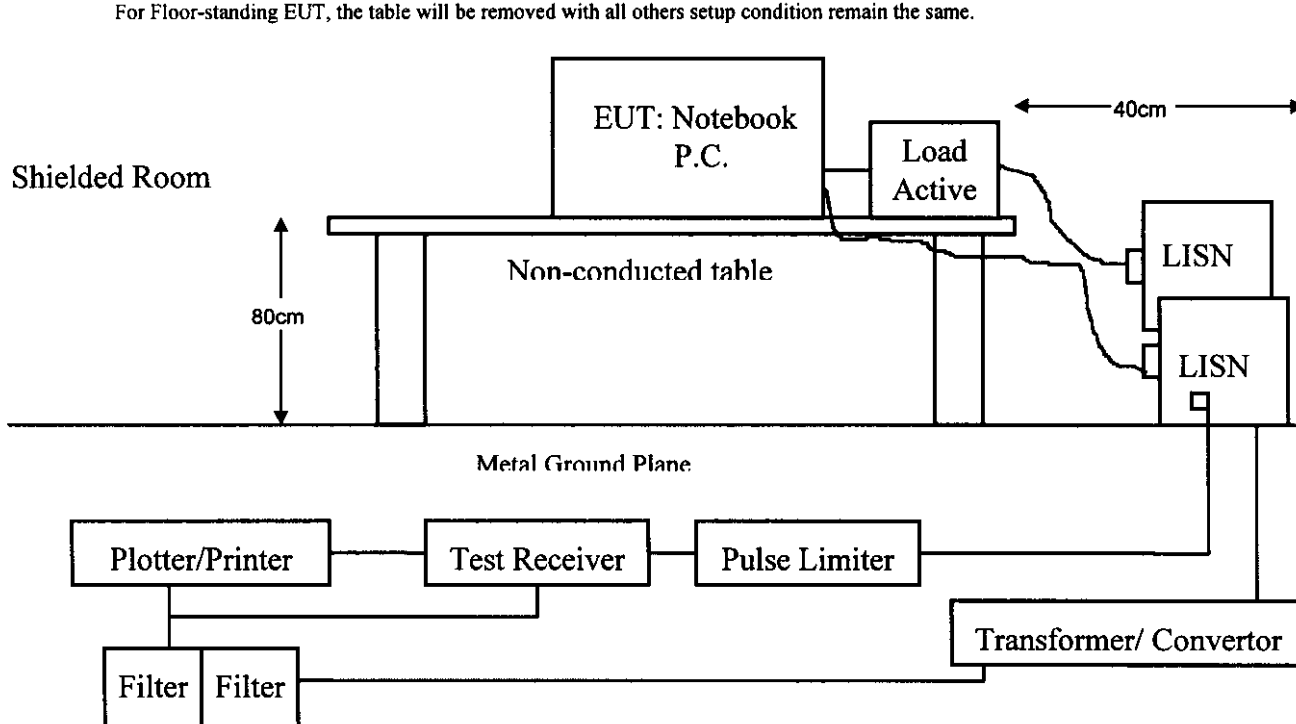 For Floor-standing EUT, the table will be removed with all others setup condition remain the same.
EUT: Notebook
P.C.
Load
Active
40cm
Shielded Room
LISN
Non-conducted table
80cm
LISN
Metal Ground Plane
Plotter/Printer
Test Receiver
Pulse Limiter
Transformer/ Convertor
Filter
Filter